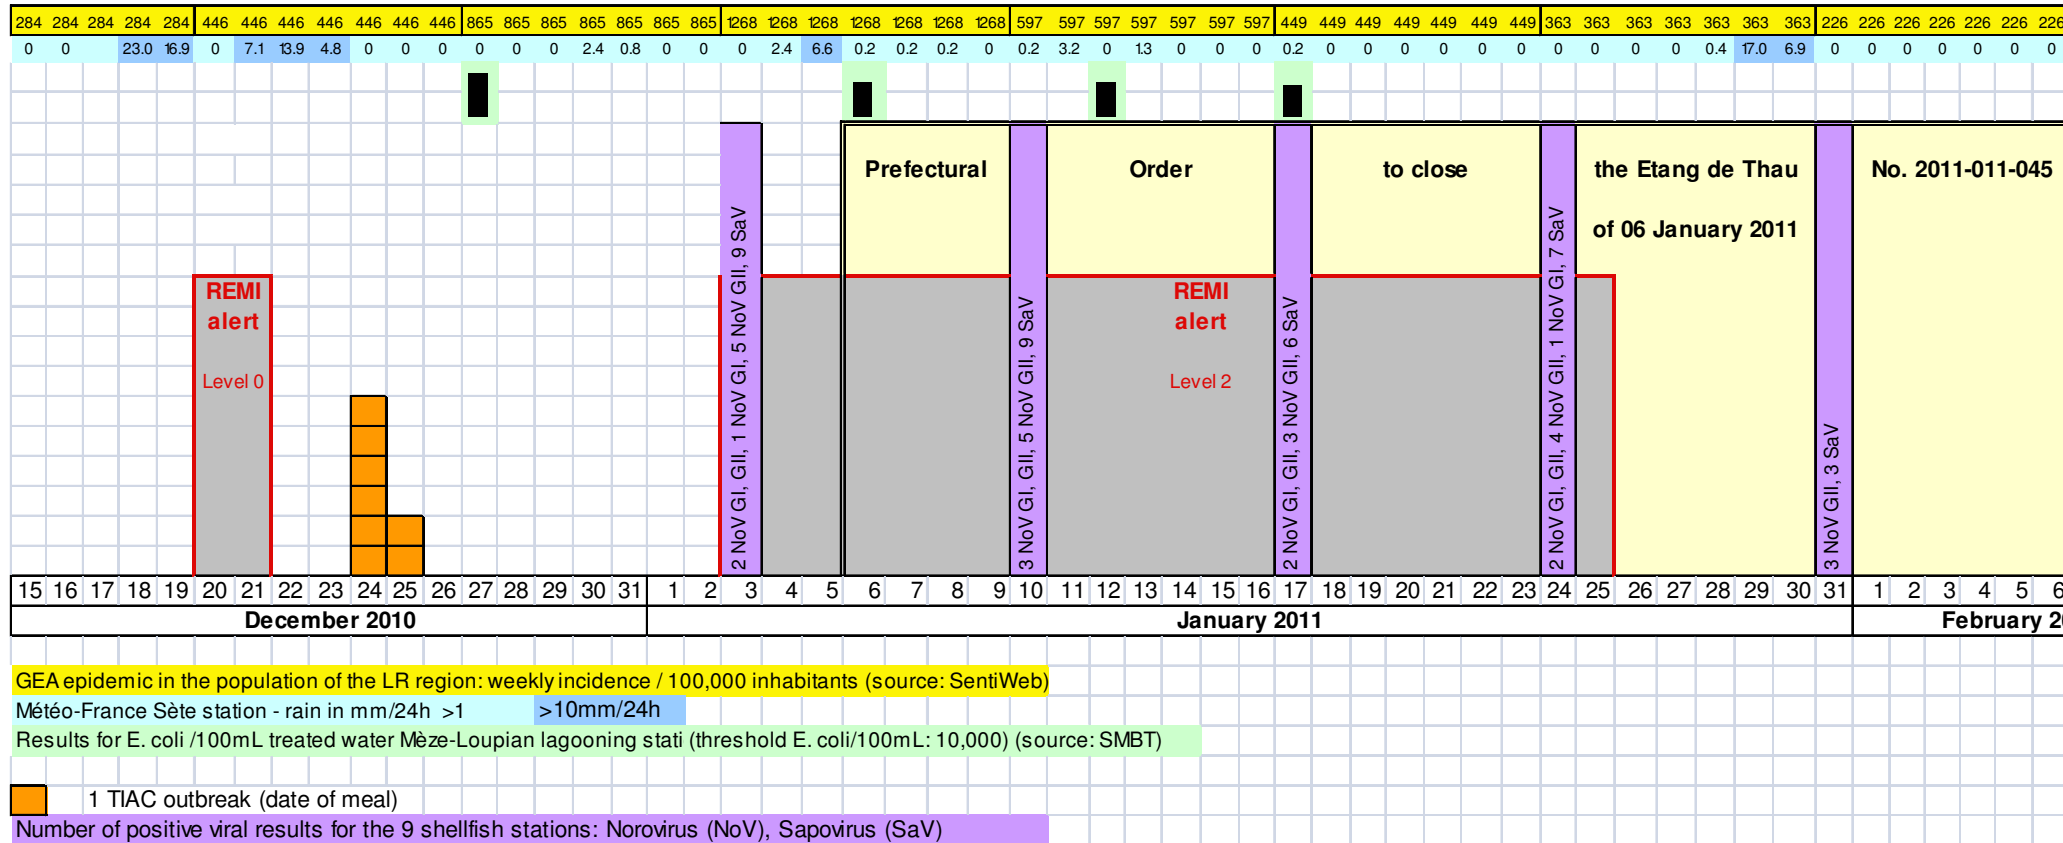 284 284 284 284 284 446 446 446 446 446 446 446 865 865 865 865 865 865 865 1268 1268 1268 1268 1268 1268 1268 597 597 597 597 597 597 597 449 449 449 449 449 449 449 363 363 363 363 363 363 363 226 226 226 226 226 226 226
0 0 23.0 16.9 0 7.1 13.9 4.8 0 0 0 0 0 0 2.4 0.8 0 0 0 2.4 6.6 0.2 0.2 0.2 0 0.2 3.2 0 1.3 0 0 0 0.2 0 0 0 0 0 0 0 0 0 0 0.4 17.0 6.9 0 0 0 0 0 0 0
Prefectural Order to close the Etang de Thau No. 2011-011-045
of 06 January 2011
REMI
alert
Level 0
2 NoV GI, GII, 1 NoV GI, 5 NoV GII, 9 SaV
3 NoV GI, GII, 5 NoV GII, 9 SaV
REMI
alert
Level 2
2 NoV GI, GII, 3 NoV GII, 6 SaV
2 NoV GI, GII, 4 NoV GII, 1 NoV GI, 7 SaV
3 NoV GII, 3 SaV
15 16 17 18 19 20 21 22 23 24 25 26 27 28 29 30 31 1 2 3 4 5 6 7 8 9 10 11 12 13 14 15 16 17 18 19 20 21 22 23 24 25 26 27 28 29 30 31 1 2 3 4 5 6
December 2010 January 2011 February 20
GEA epidemic in the population of the LR region: weekly incidence / 100,000 inhabitants (source: SentiWeb)
Météo-France Sète station - rain in mm/24h >1 >10mm/24h
Results for E. coli /100mL treated water Mèze-Loupian lagooning stati (threshold E. coli/100mL: 10,000) (source: SMBT)
1 TIAC outbreak (date of meal)
Number of positive viral results for the 9 shellfish stations: Norovirus (NoV), Sapovirus (SaV)